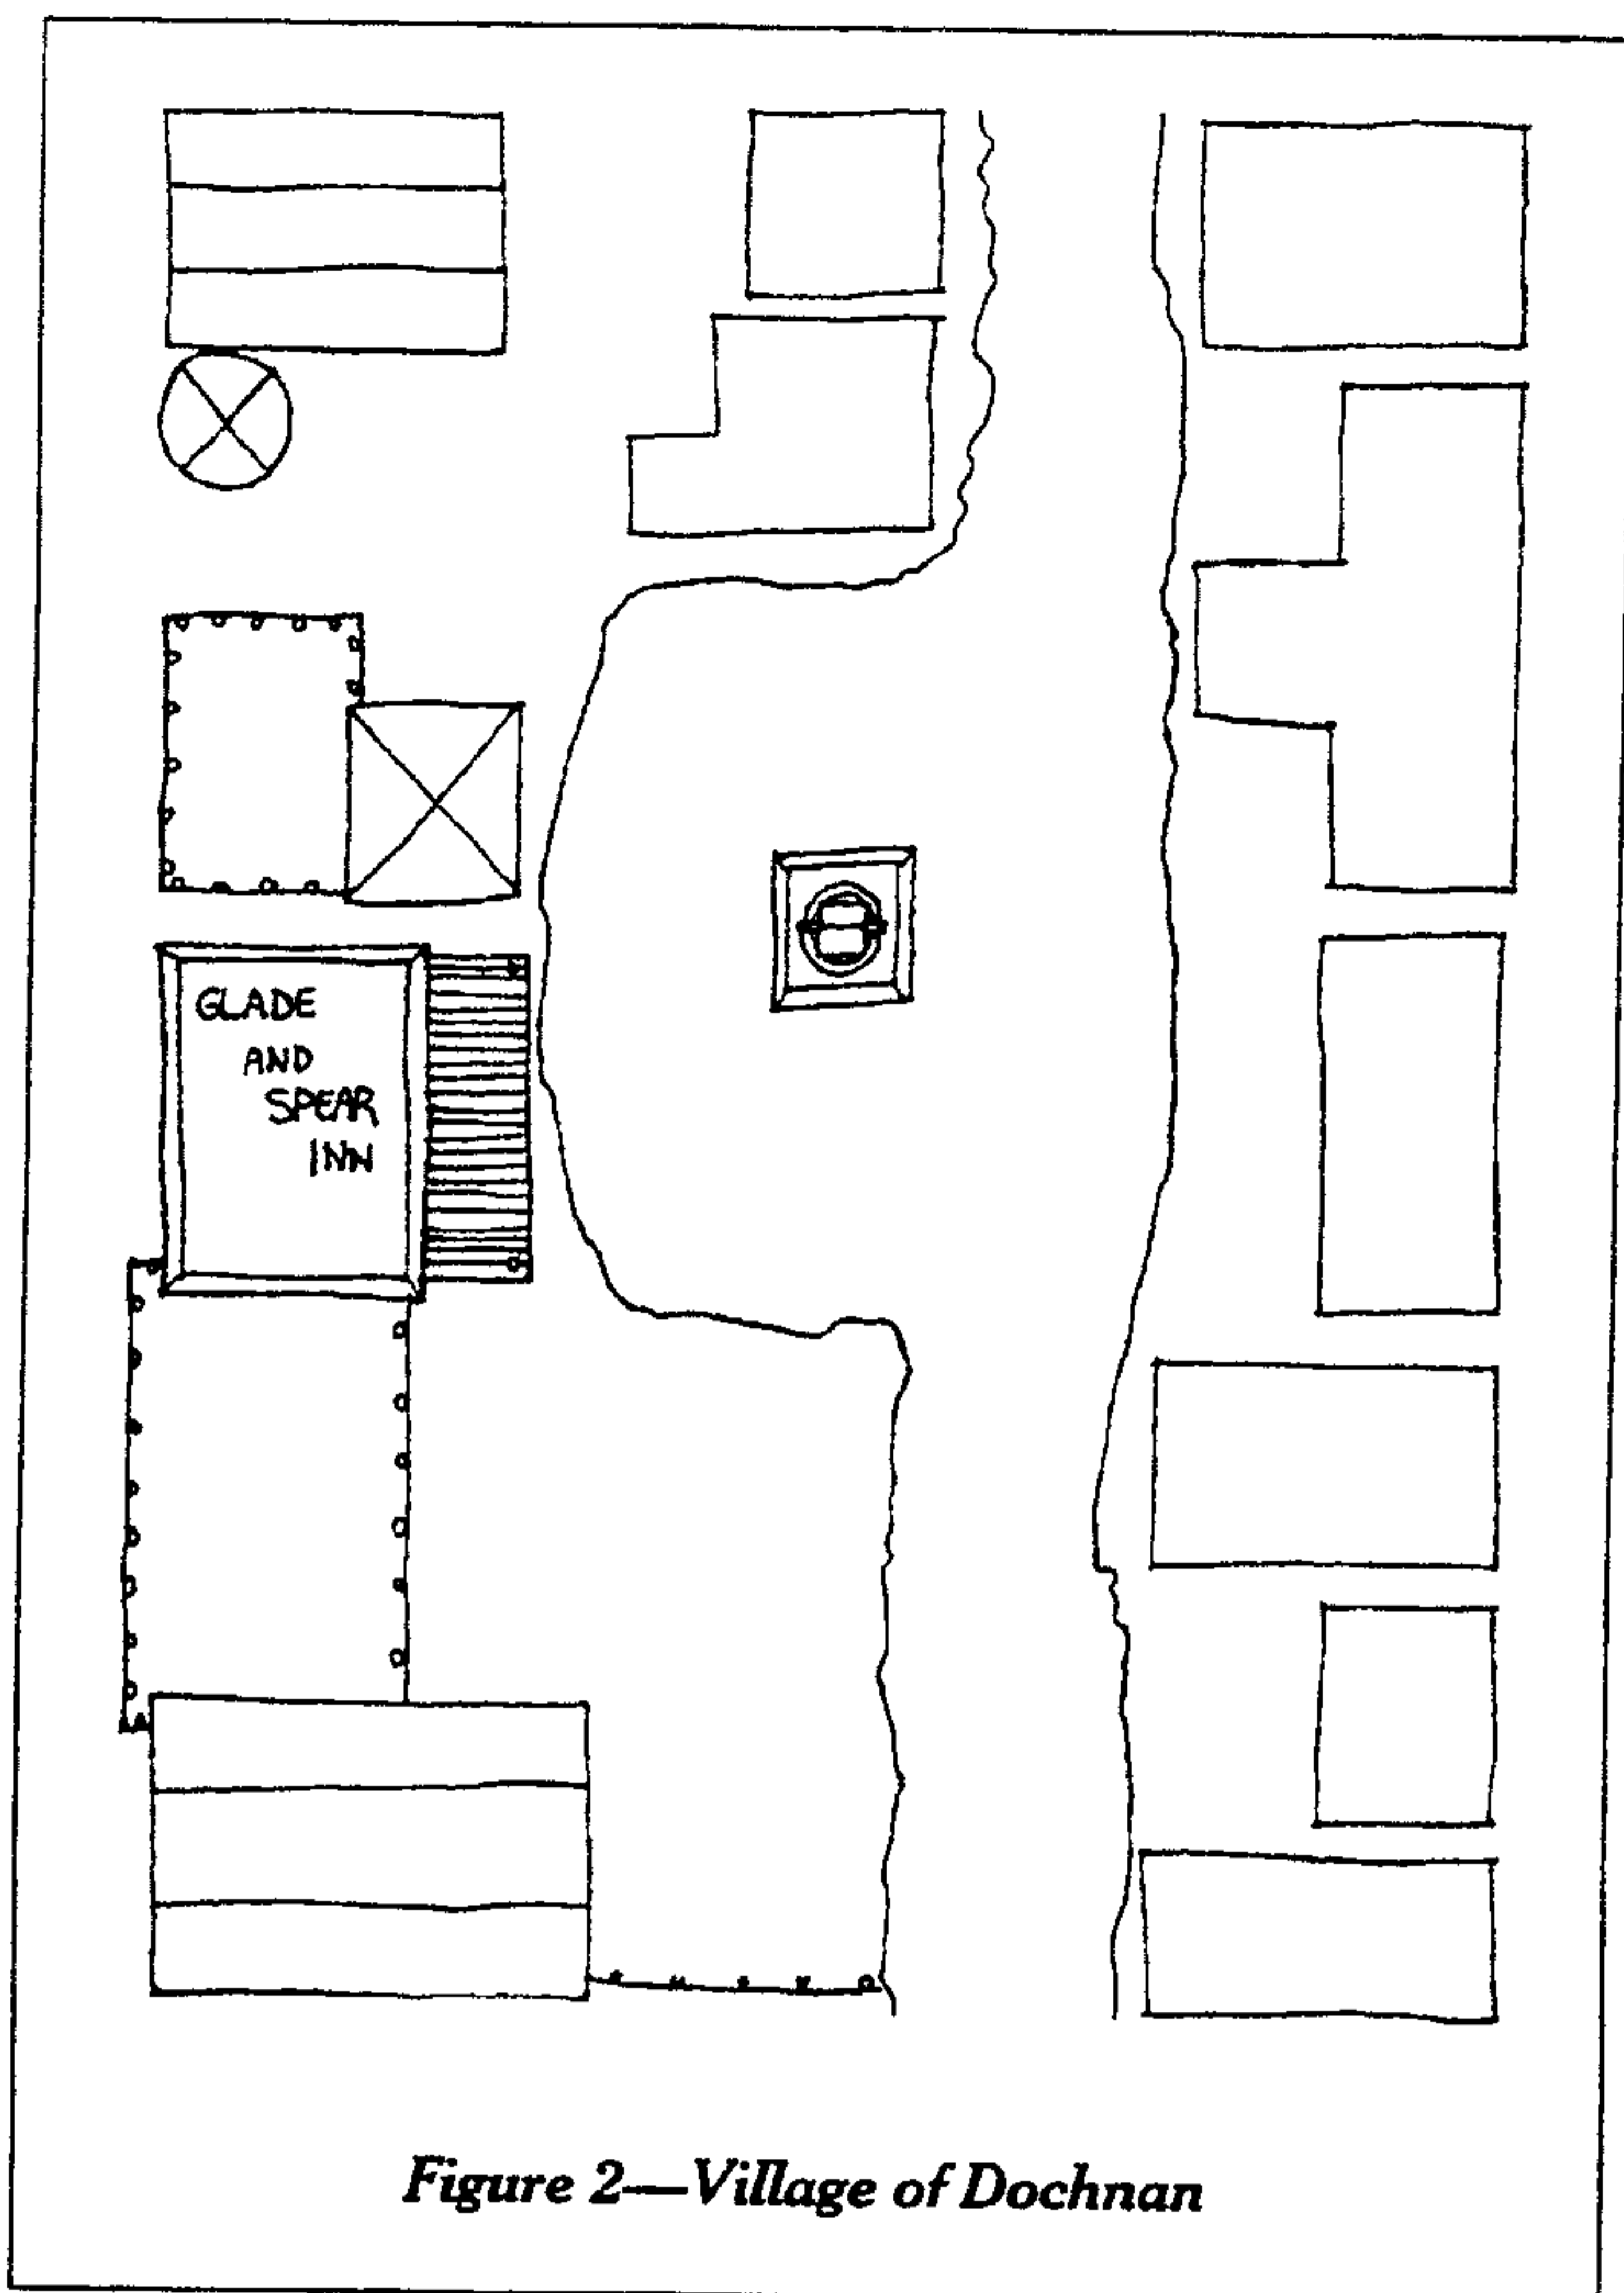 GLADE
AND
SPEAR
INN
Figure 2—Village of Dochnan